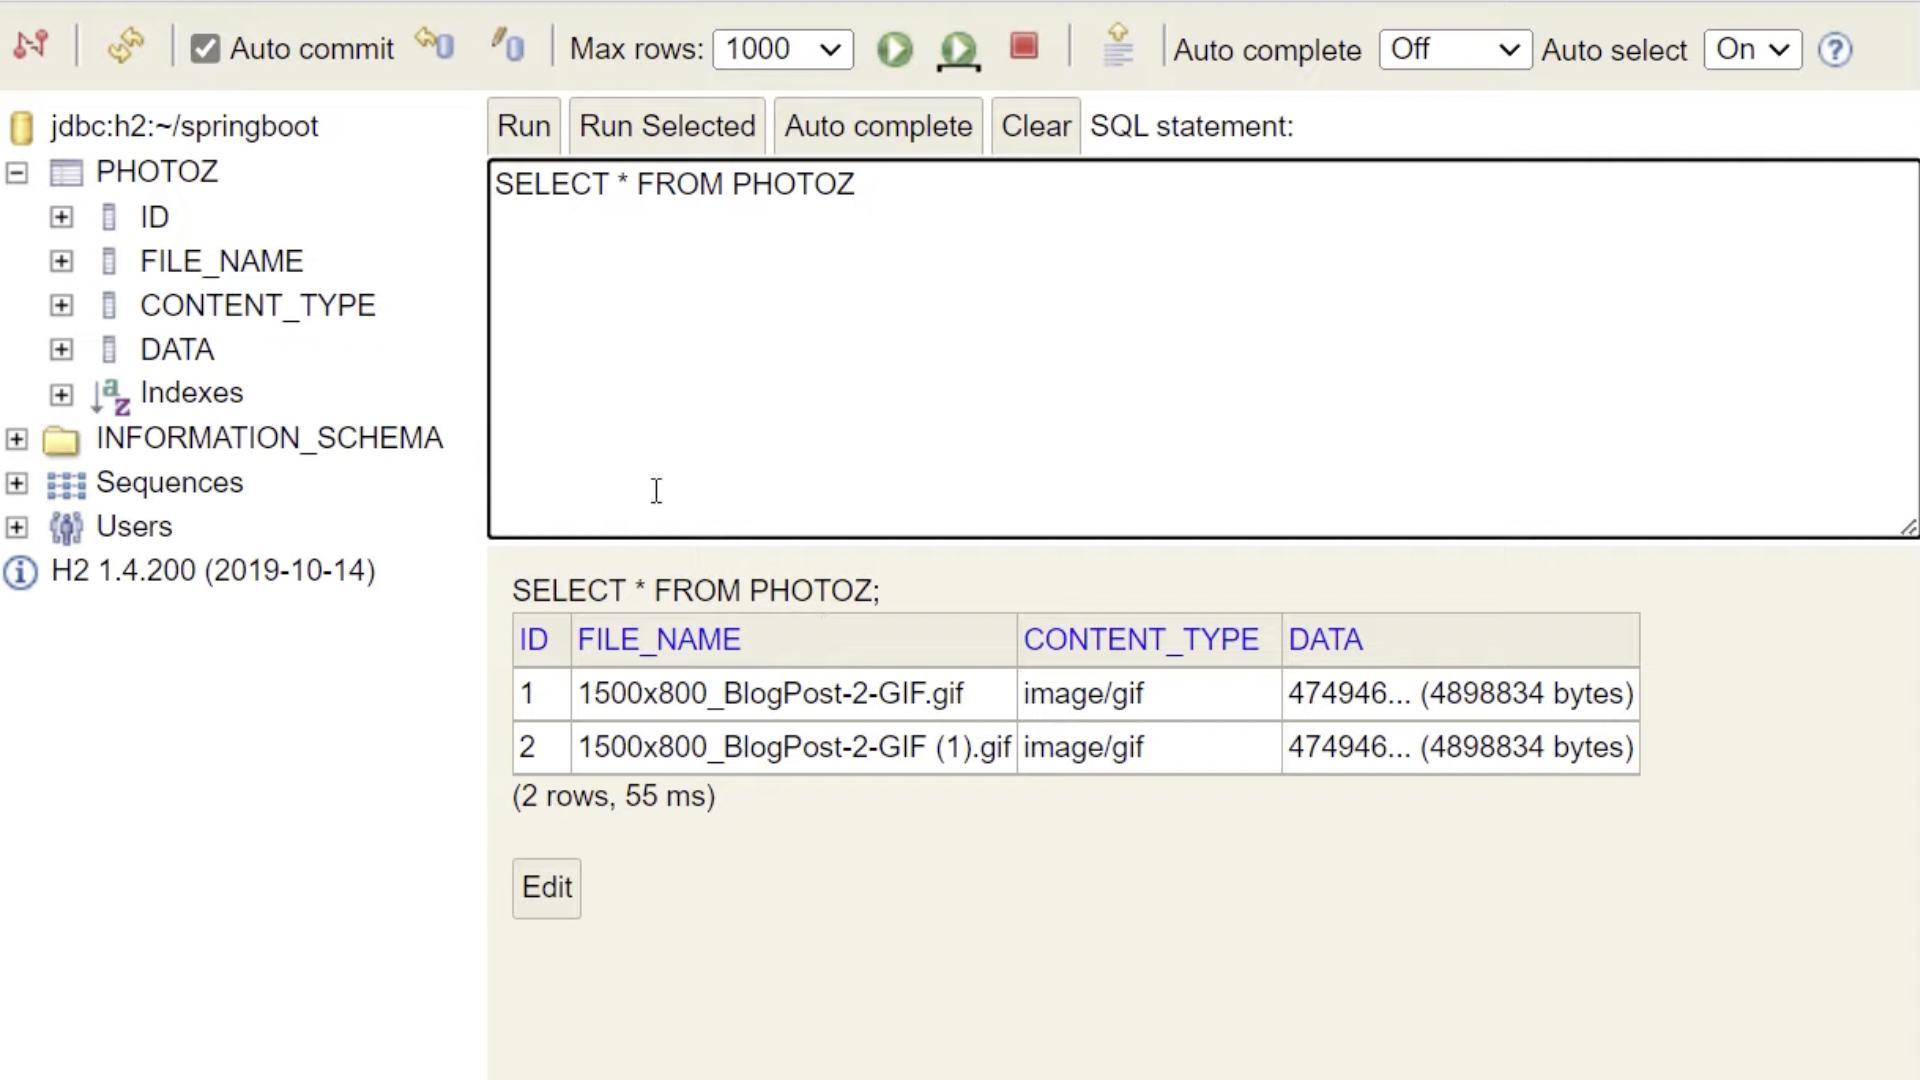 Auto commit Max rows: 1000 Auto complete Off Auto select On ?
jdbc:h2:~/springboot
PHOTOZ
ID
FILE_NAME
CONTENT_TYPE
DATA
Indexes
INFORMATION_SCHEMA
Sequences
Users
H2 1.4.200 (2019-10-14)
Run Run Selected Auto complete Clear SQL statement:
SELECT * FROM PHOTOZ
SELECT * FROM PHOTOZ;
ID FILE_NAME CONTENT_TYPE DATA
1 1500x800_BlogPost-2-GIF.gif image/gif 474946... (4898834 bytes)
2 1500x800_BlogPost-2-GIF (1).gif image/gif 474946... (4898834 bytes)
(2 rows, 55 ms)
Edit